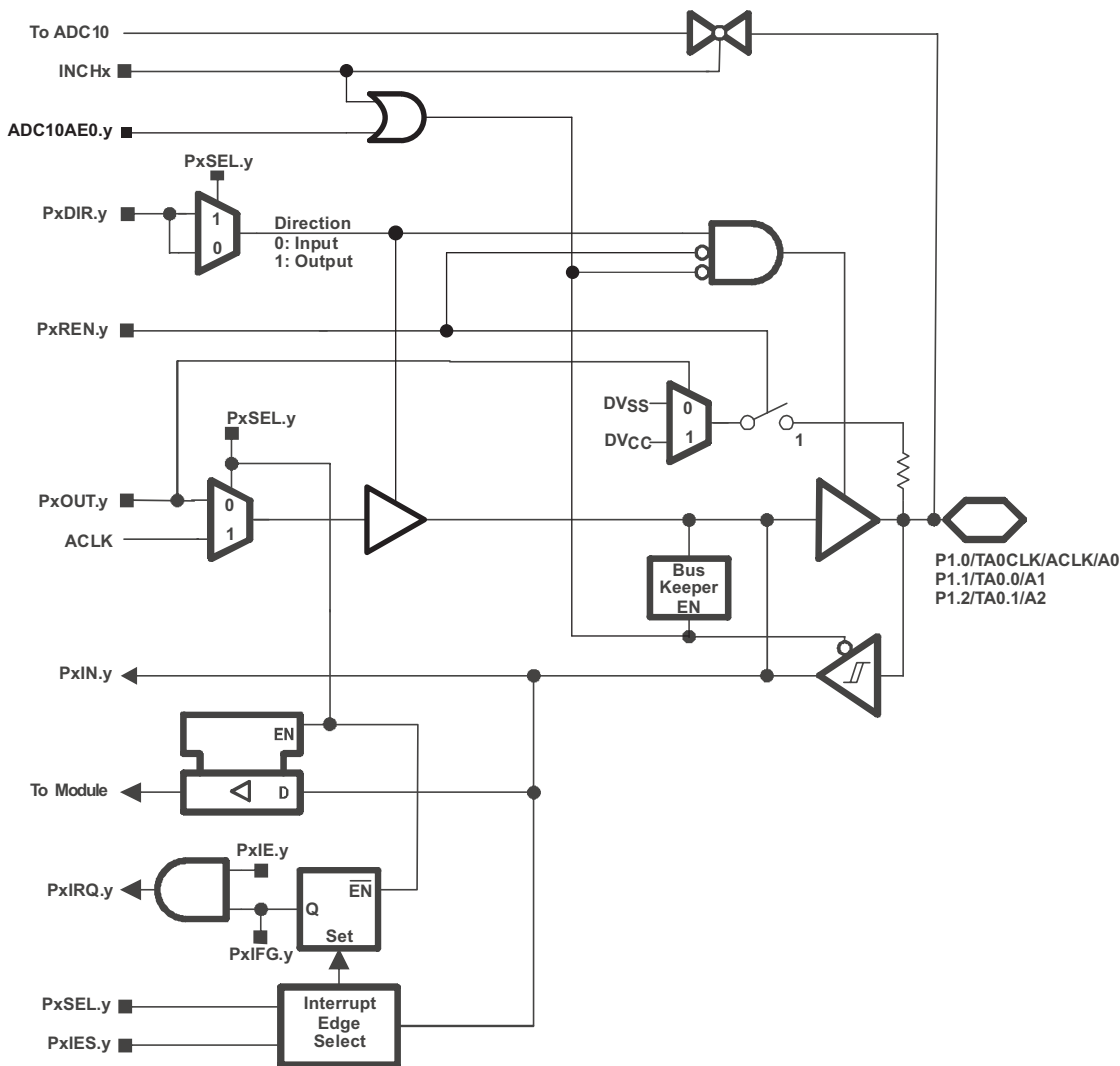 To ADC10
INCHx
ADC10AE0.y
PxSEL.y
PxDIR.y
1
0
Direction
0: Input
1: Output
PxREN.y
DVSS
0
DVCC
1
1
PxSEL.y
PxOUT.y
0
ACLK
1
Bus
Keeper
EN
P1.0/TA0CLK/ACLK/A0
P1.1/TA0.0/A1
P1.2/TA0.1/A2
PxIN.y
EN
To Module
D
PxIE.y
PxIRQ.y
EN
Q
Set
PxIFG.y
PxSEL.y
PxIES.y
Interrupt
Edge
Select